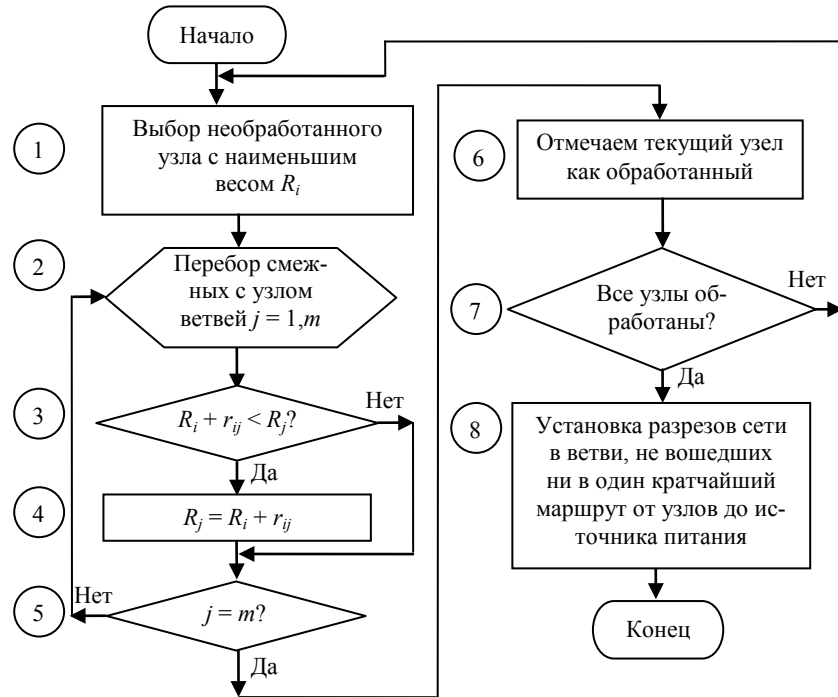 Начало
1
Выбор необработанного
узла с наименьшим
весом Ri
2
Перебор смеж-
ных с узлом
ветвей j = 1,m
3
Ri + rij < Rj?
Нет
Да
4
Rj = Ri + rij
5
Нет
j = m?
Да
6
Отмечаем текущий узел
как обработанный
7
Все узлы об-
работаны?
Нет
Да
8
Установка разрезов сети
в ветви, не вошедших
ни в один кратчайший
маршрут от узлов до ис-
точника питания
Конец